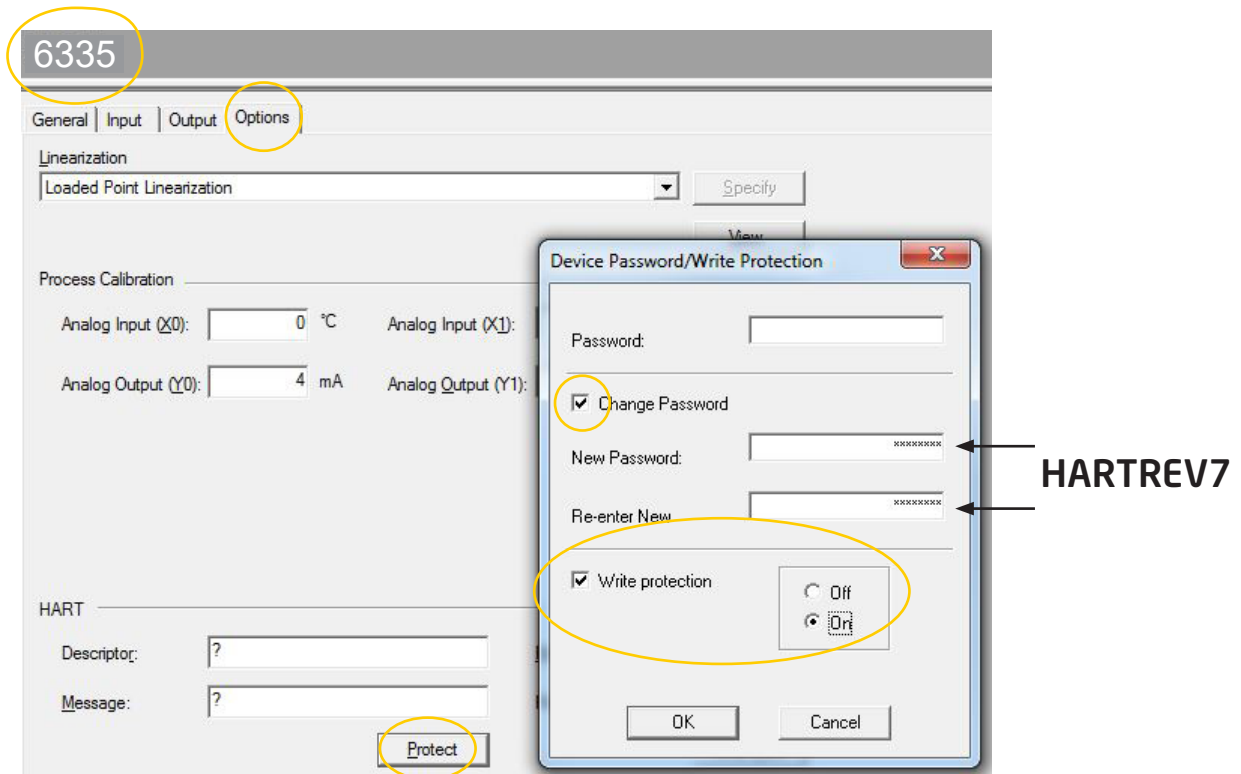 6335
General Input Output Options
Linearization
Loaded Point Linearization Specify
View
Device Password/Write Protection
Process Calibration
Analog Input (X0): 0 °C Analog Input (X1):
Analog Output (Y0): 4 mA Analog Output (Y1):
Password:
Change Password
New Password: ********
HARTREV7
Re-enter New ********
Write protection Off
On
HART
Descriptor: ?
Message: ?
OK Cancel
Protect